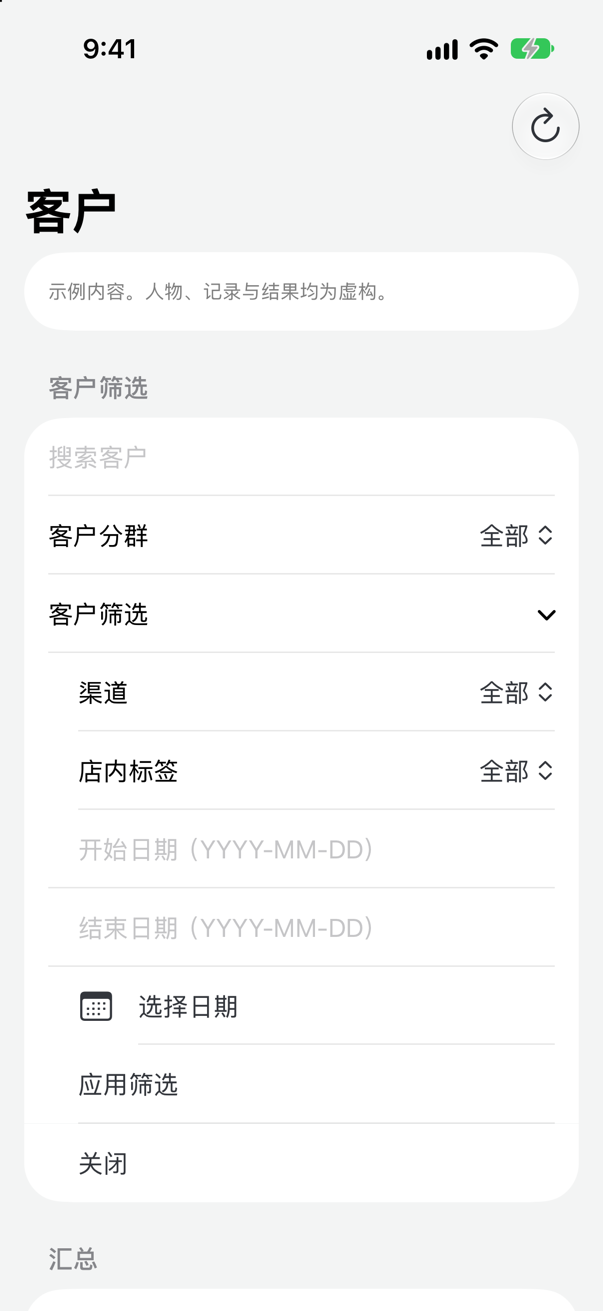 9:41
客户
示例内容。人物、记录与结果均为虚构。
客户筛选
搜索客户
客户分群 全部
客户筛选
渠道 全部
店内标签 全部
开始日期（YYYY-MM-DD）
结束日期（YYYY-MM-DD）
选择日期
应用筛选
关闭
汇总